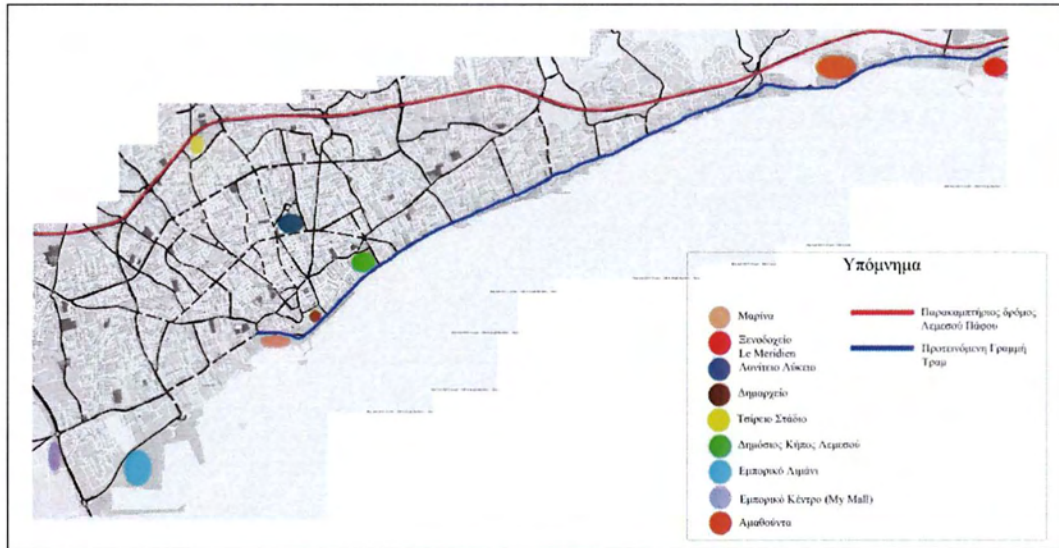 Υπόμνημα
Μαρίνα
Ξενοδοχείο
Le Meridien
Λανίτειο Λύκειο
Δημαρχείο
Τσίρειο Στάδιο
Δημόσιος Κήπος Λεμεσού
Εμπορικό Λιμάνι
Εμπορικό Κέντρο (My Mall)
Αμαθούντα
Παρακαμπτήριος δρόμος
Λεμεσού Πάφου
Προτεινόμενη Γραμμή
Τραμ